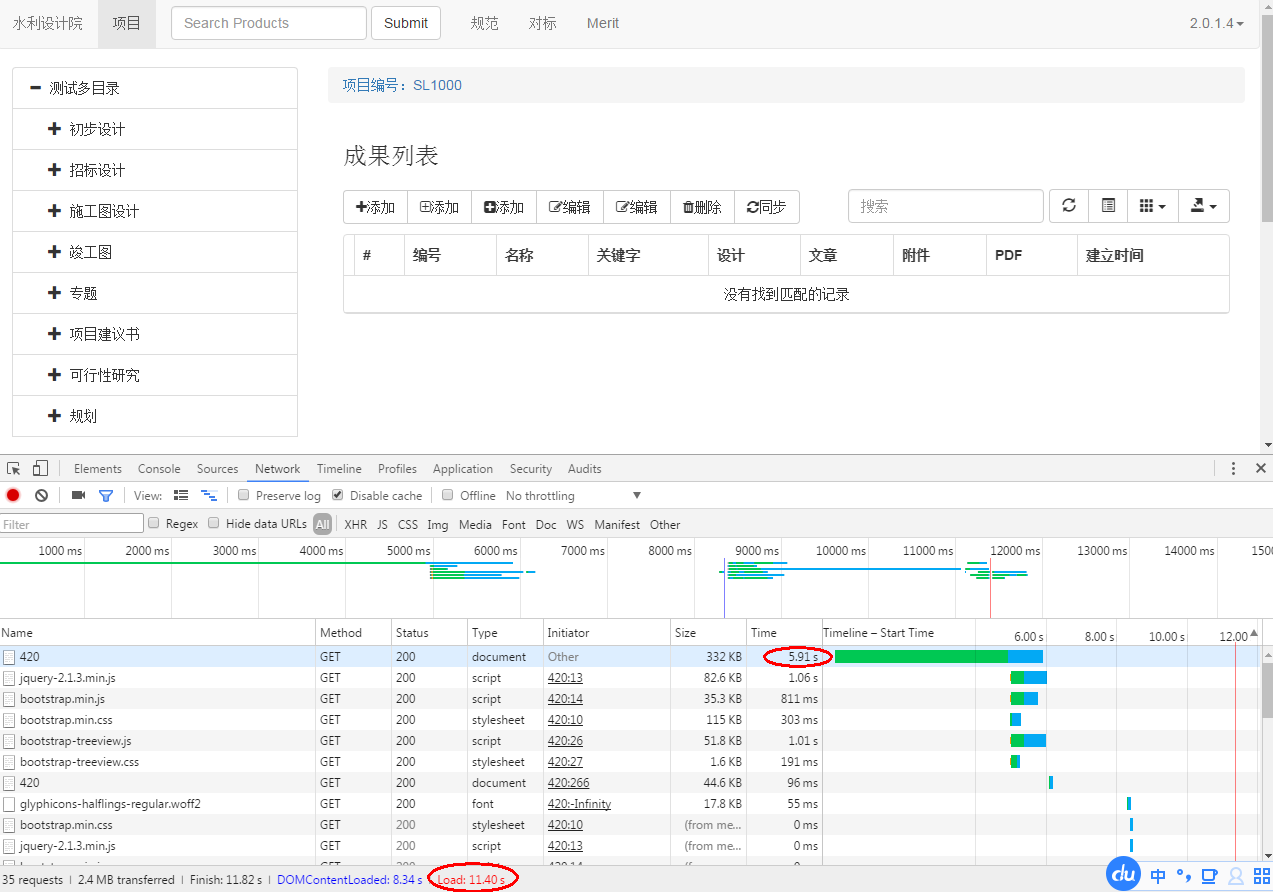 水利设计院 项目 Search Products Submit 规范 对标 Merit 2.0.1.4
测试多目录
初步设计
招标设计
施工图设计
竣工图
专题
项目建议书
可行性研究
规划
项目编号：SL1000
成果列表
添加 添加 添加 编辑 编辑 删除 同步 搜索
# 编号 名称 关键字 设计 文章 附件 PDF 建立时间
没有找到匹配的记录
Elements Console Sources Network Timeline Profiles Application Security Audits
View: Preserve log Disable cache Offline No throttling
Filter Regex Hide data URLs All XHR JS CSS Img Media Font Doc WS Manifest Other
1000 ms 2000 ms 3000 ms 4000 ms 5000 ms 6000 ms 7000 ms 8000 ms 9000 ms 10000 ms 11000 ms 12000 ms 13000 ms 14000 ms 1500
Name Method Status Type Initiator Size Time Timeline – Start Time 6.00 s 8.00 s 10.00 s 12.00
420 GET 200 document Other 332 KB 5.91 s
jquery-2.1.3.min.js GET 200 script 420:13 82.6 KB 1.06 s
bootstrap.min.js GET 200 script 420:14 35.3 KB 811 ms
bootstrap.min.css GET 200 stylesheet 420:10 115 KB 303 ms
bootstrap-treeview.js GET 200 script 420:26 51.8 KB 1.01 s
bootstrap-treeview.css GET 200 stylesheet 420:27 1.6 KB 191 ms
420 GET 200 document 420:266 44.6 KB 96 ms
glyphicons-halflings-regular.woff2 GET 200 font 420:-Infinity 17.8 KB 55 ms
bootstrap.min.css GET 200 stylesheet 420:10 (from me... 0 ms
jquery-2.1.3.min.js GET 200 script 420:13 (from me... 0 ms
35 requests | 2.4 MB transferred | Finish: 11.82 s | DOMContentLoaded: 8.34 s | Load: 11.40 s
du 中